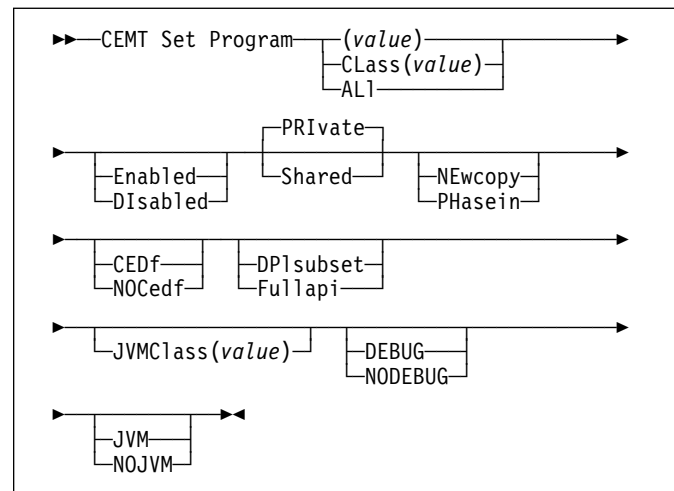 CEMT Set Program (value)
CLass(value)
ALl
PRIvate
Enabled Shared NEwcopy
DIsabled PHasein
CEDf DPlsubset
NOCedf Fullapi
JVMClass(value) DEBUG
NODEBUG
JVM
NOJVM